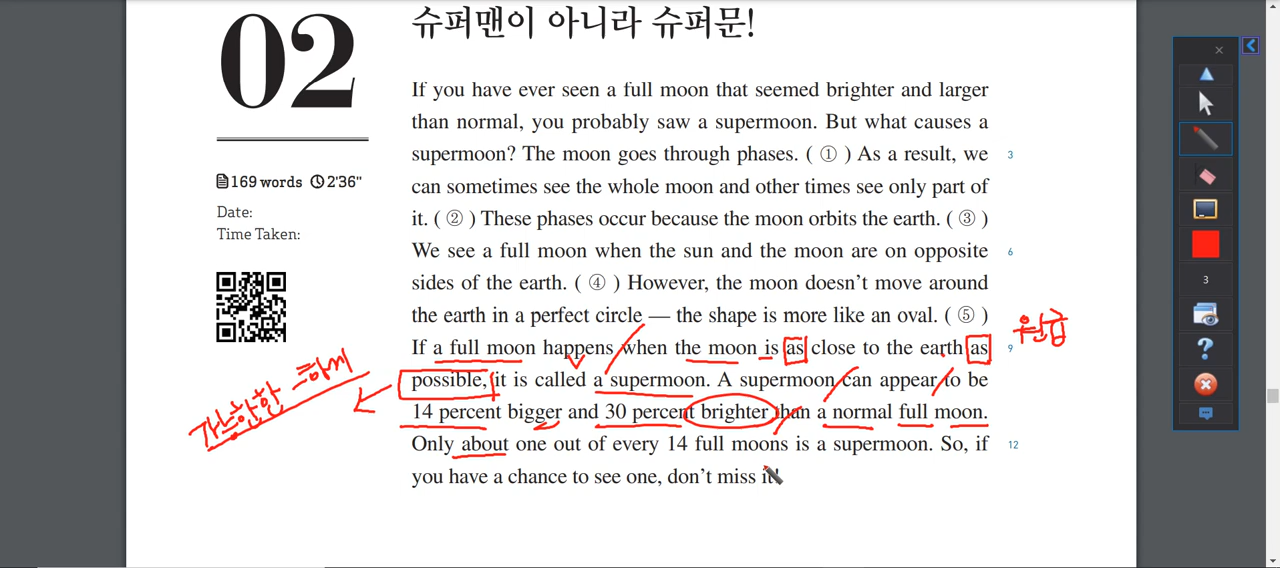 02
슈퍼맨이 아니라 슈퍼문!
169 words 2'36"
Date:
Time Taken:
If you have ever seen a full moon that seemed brighter and larger
than normal, you probably saw a supermoon. But what causes a
supermoon? The moon goes through phases. ( ① ) As a result, we 3
can sometimes see the whole moon and other times see only part of
it. ( ② ) These phases occur because the moon orbits the earth. ( ③ )
We see a full moon when the sun and the moon are on opposite 6
sides of the earth. ( ④ ) However, the moon doesn't move around
the earth in a perfect circle — the shape is more like an oval. ( ⑤ )
If a full moon happens when the moon is as close to the earth as 9
possible, it is called a supermoon. A supermoon can appear to be
14 percent bigger and 30 percent brighter than a normal full moon.
Only about one out of every 14 full moons is a supermoon. So, if 12
you have a chance to see one, don't miss it!
원급
가능한한
3